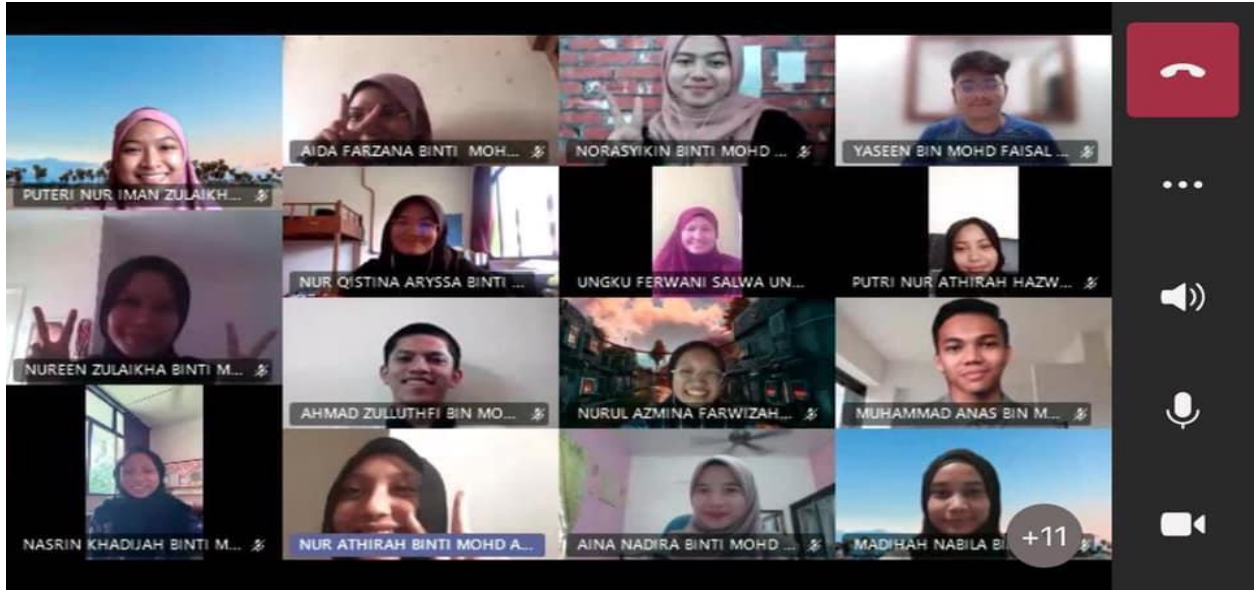 PUTERI NUR IMAN ZULAIKH...
AIDA FARZANA BINTI MOH...
NORASYIKIN BINTI MOHD ...
YASEEN BIN MOHD FAISAL ...
NUREEN ZULAIKHA BINTI M...
NUR QISTINA ARYSSA BINTI ...
UNGKU FERWANI SALWA UN...
PUTRI NUR ATHIRAH HAZW...
AHMAD ZULLUTHFI BIN MO...
NURUL AZMINA FARWIZAH...
MUHAMMAD ANAS BIN M...
NASRIN KHADIJAH BINTI M...
NUR ATHIRAH BINTI MOHD A...
AINA NADIRA BINTI MOHD ...
MADIHAH NABILA BI
+11